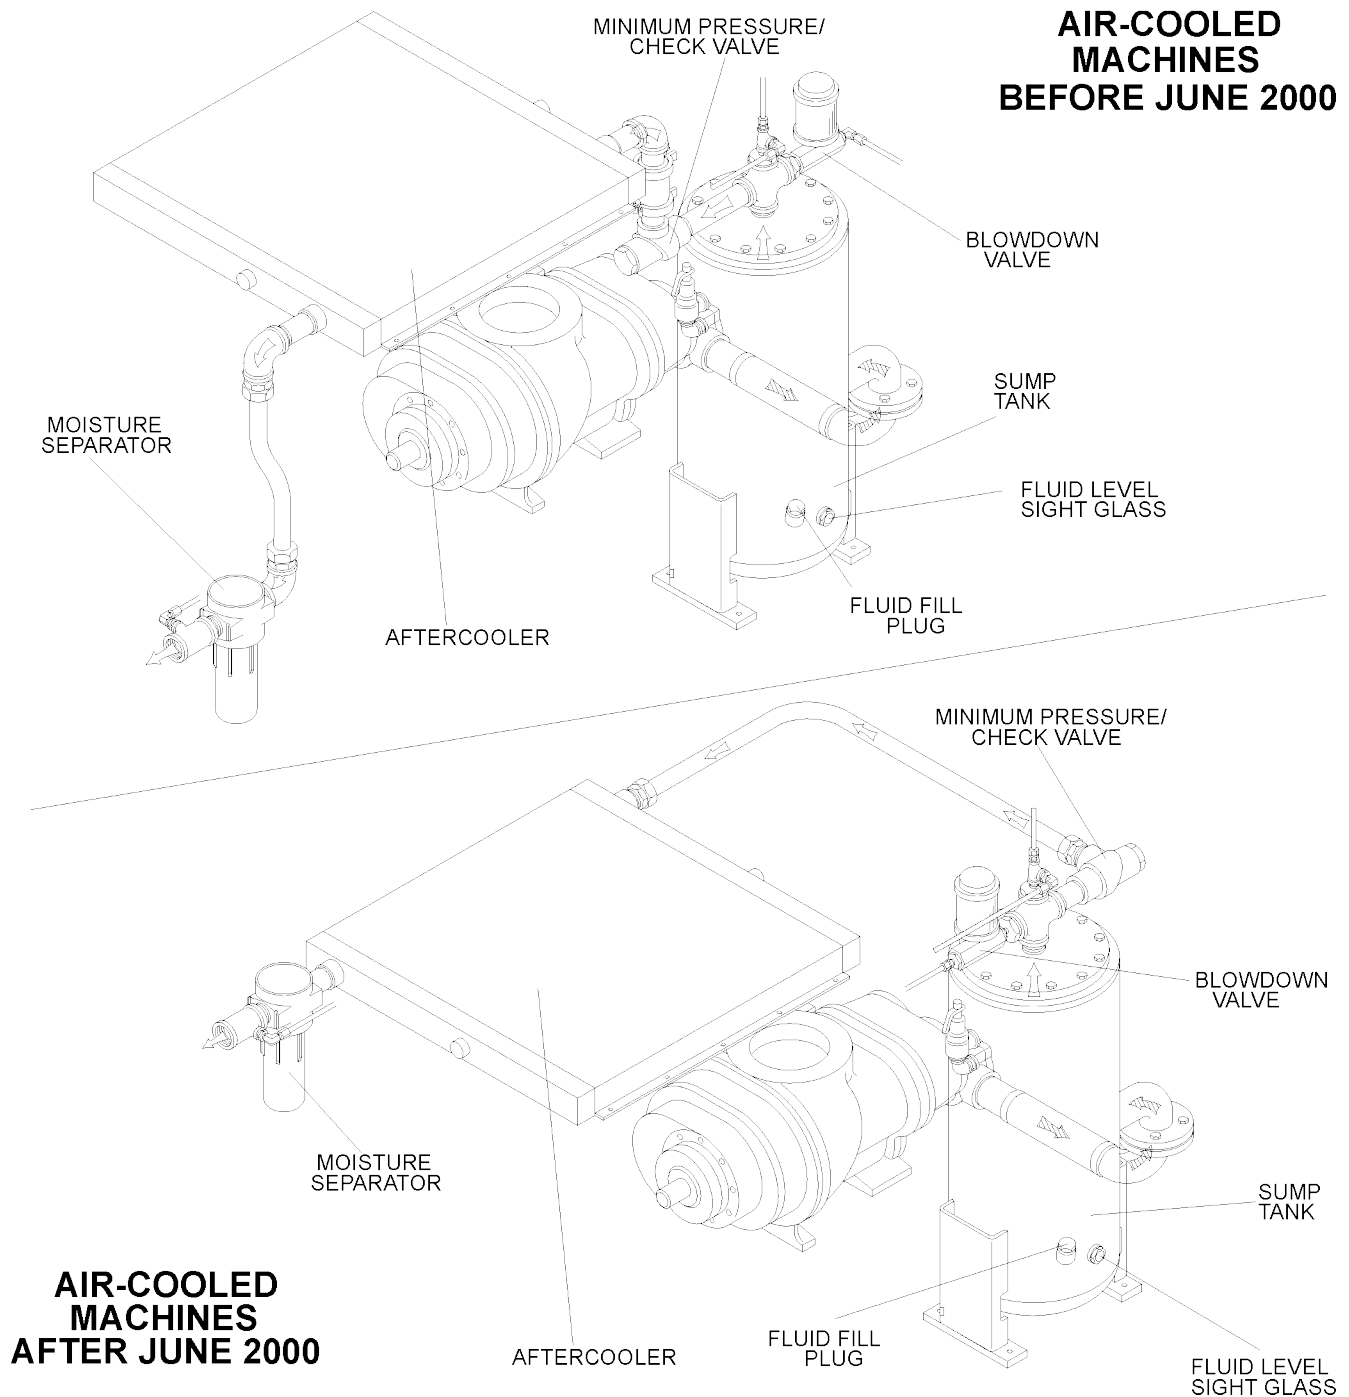 AIR-COOLED
MACHINES
BEFORE JUNE 2000
MINIMUM PRESSURE/
CHECK VALVE
BLOWDOWN
VALVE
SUMP
TANK
MOISTURE
SEPARATOR
FLUID LEVEL
SIGHT GLASS
FLUID FILL
PLUG
AFTERCOOLER
MINIMUM PRESSURE/
CHECK VALVE
BLOWDOWN
VALVE
MOISTURE
SEPARATOR
SUMP
TANK
AIR-COOLED
MACHINES
AFTER JUNE 2000
AFTERCOOLER
FLUID FILL
PLUG
FLUID LEVEL
SIGHT GLASS